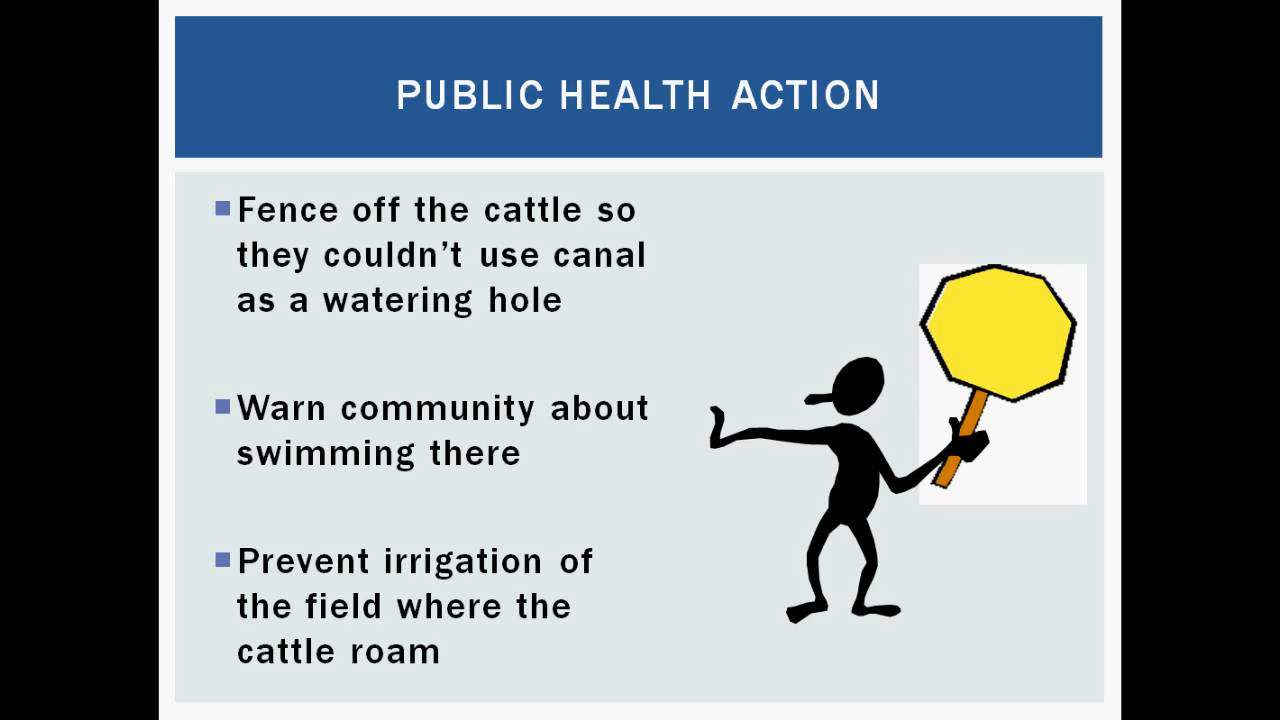 PUBLIC HEALTH ACTION
Fence off the cattle so
they couldn’t use canal
as a watering hole
Warn community about
swimming there
Prevent irrigation of
the field where the
cattle roam